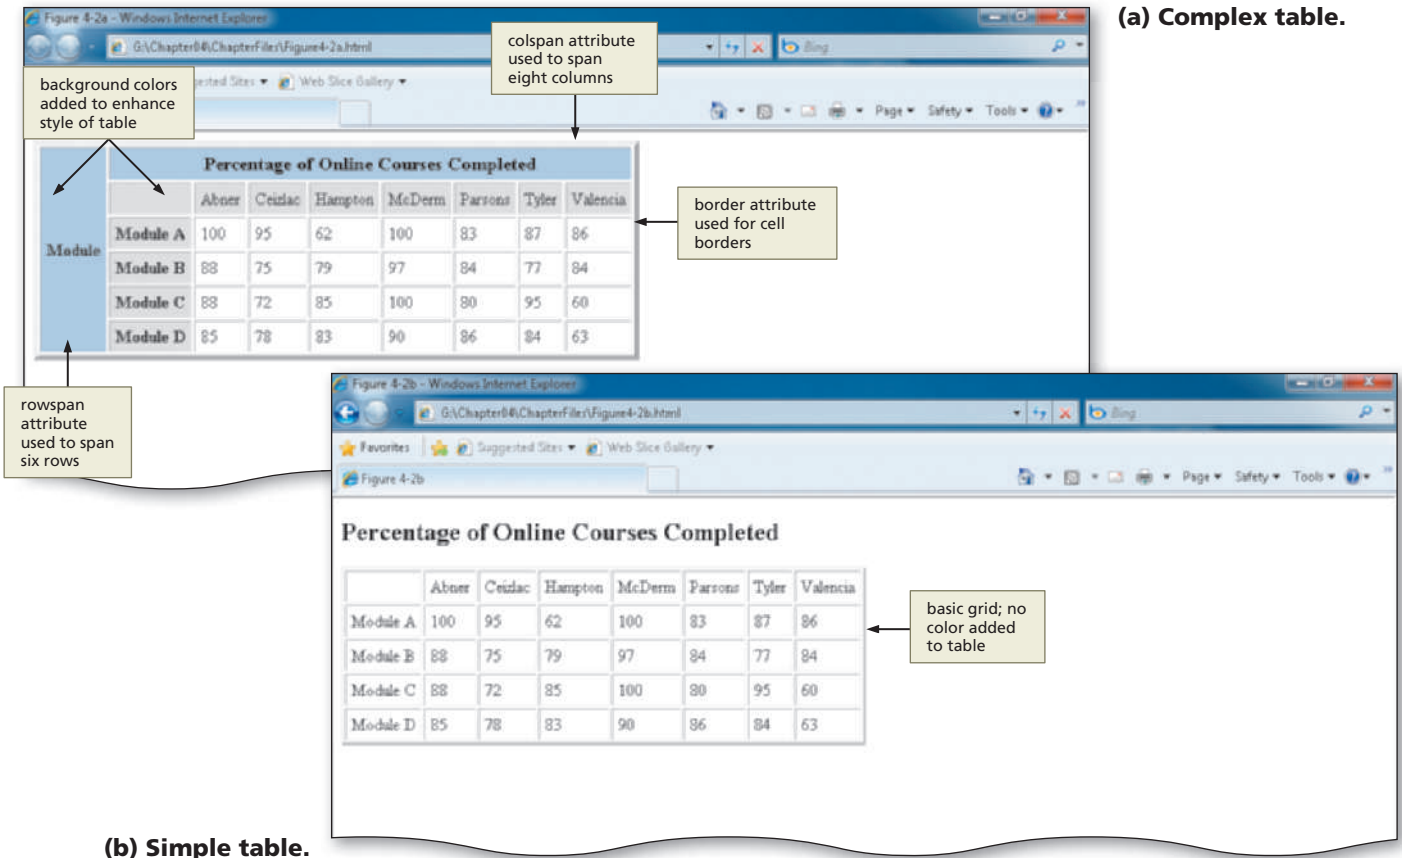 (a) Complex table.
Figure 4-2a - Windows Internet Explorer
G:\Chapter04\ChapterFiles\Figure4-2a.html
Bing
colspan attribute
used to span
eight columns
Sites Web Slice Gallery
background colors
added to enhance
style of table
Page Safety Tools
Percentage of Online Courses Completed
Abner Ceizlac Hampton McDerm Parsons Tyler Valencia
Module
Module A 100 95 62 100 83 87 86
Module B 88 75 79 97 84 77 84
Module C 88 72 85 100 80 95 60
Module D 85 78 83 90 86 84 63
border attribute
used for cell
borders
rowspan
attribute
used to span
six rows
Figure 4-2b - Windows Internet Explorer
G:\Chapter04\ChapterFiles\Figure4-2b.html
Bing
Favorites Suggested Sites Web Slice Gallery
Figure 4-2b
Page Safety Tools
Percentage of Online Courses Completed
Abner Ceizlac Hampton McDerm Parsons Tyler Valencia
Module A 100 95 62 100 83 87 86
Module B 88 75 79 97 84 77 84
Module C 88 72 85 100 80 95 60
Module D 85 78 83 90 86 84 63
basic grid; no
color added
to table
(b) Simple table.